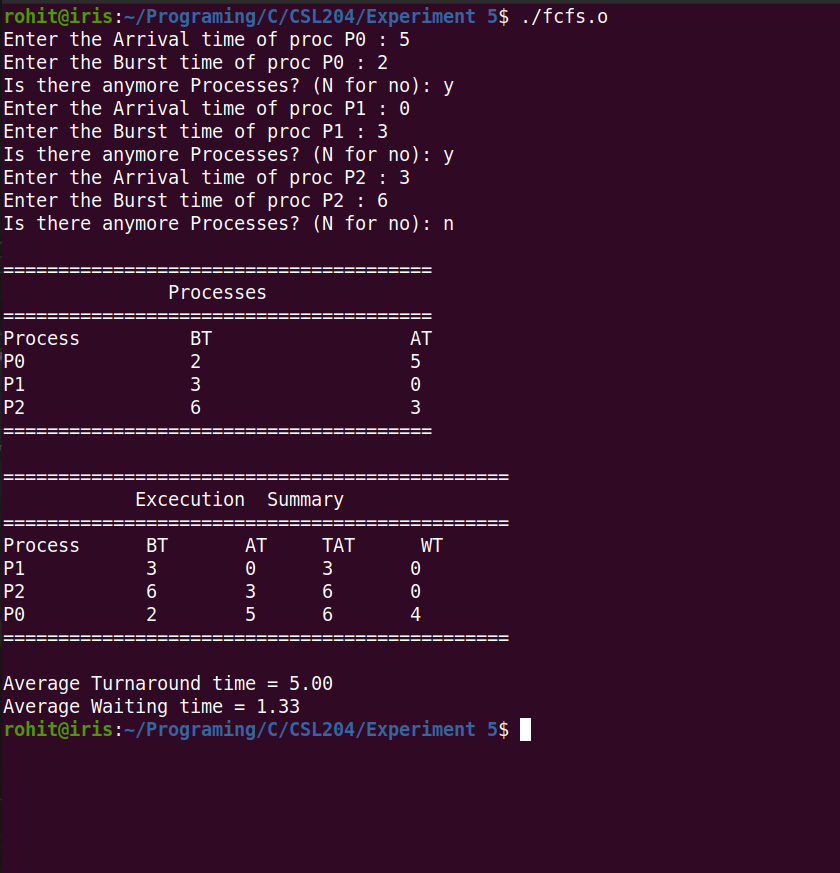 rohit@iris:~/Programing/C/CSL204/Experiment 5$ ./fcfs.o
Enter the Arrival time of proc P0 : 5
Enter the Burst time of proc P0 : 2
Is there anymore Processes? (N for no): y
Enter the Arrival time of proc P1 : 0
Enter the Burst time of proc P1 : 3
Is there anymore Processes? (N for no): y
Enter the Arrival time of proc P2 : 3
Enter the Burst time of proc P2 : 6
Is there anymore Processes? (N for no): n
=======================================
Processes
=======================================
Process BT AT
P0 2 5
P1 3 0
P2 6 3
=======================================
==============================================
Excecution  Summary
==============================================
Process BT AT TAT WT
P1 3 0 3 0
P2 6 3 6 0
P0 2 5 6 4
==============================================
Average Turnaround time = 5.00
Average Waiting time = 1.33
rohit@iris:~/Programing/C/CSL204/Experiment 5$